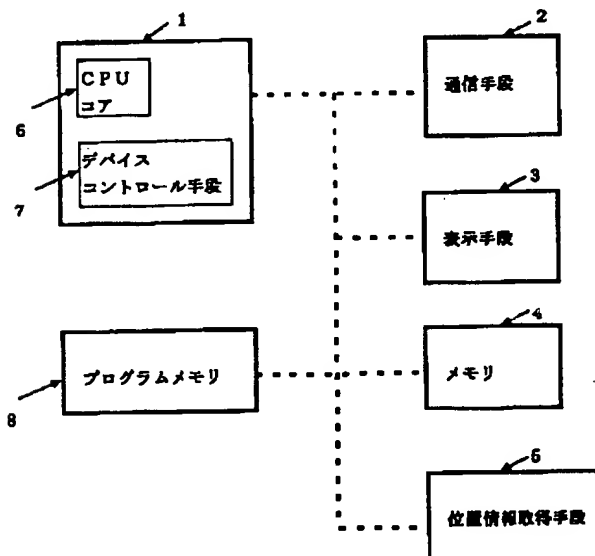 1
CPU
コア
6
デバイス
コントロール手段
7
2
通信手段
3
表示手段
プログラムメモリ
8
4
メモリ
5
位置情報取得手段